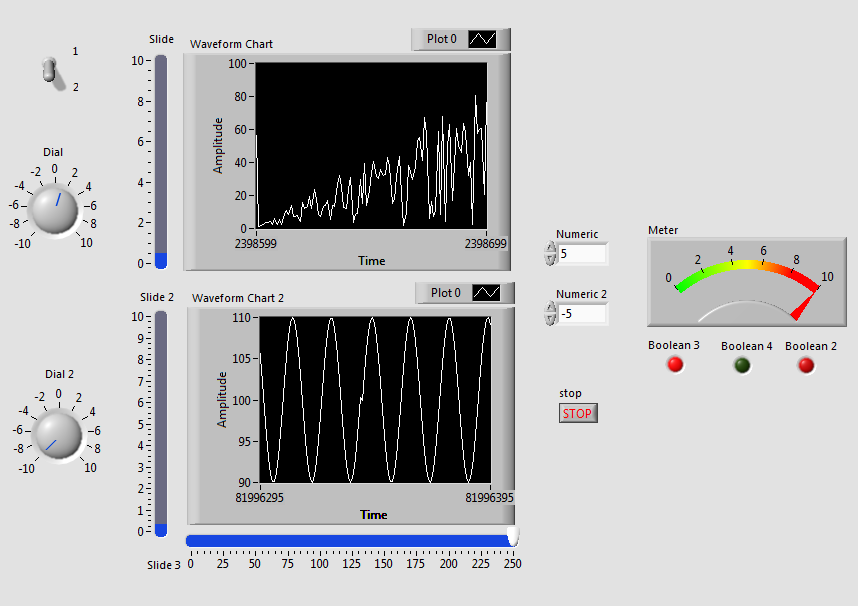 1
2
Dial
-10 -8 -6 -4 -2 0 2 4 6 8 10
Slide
10
8
6
4
2
0
Waveform Chart
Plot 0
Amplitude
100
80
60
40
20
0
2398599 2398699
Time
Dial 2
-10 -8 -6 -4 -2 0 2 4 6 8 10
Slide 2
10
9
8
7
6
5
4
3
2
1
0
Waveform Chart 2
Plot 0
Amplitude
110
105
100
95
90
81996295 81996395
Time
Slide 3
0 25 50 75 100 125 150 175 200 225 250
Numeric
5
Numeric 2
-5
stop
STOP
Meter
0 2 4 6 8 10
Boolean 3 Boolean 4 Boolean 2